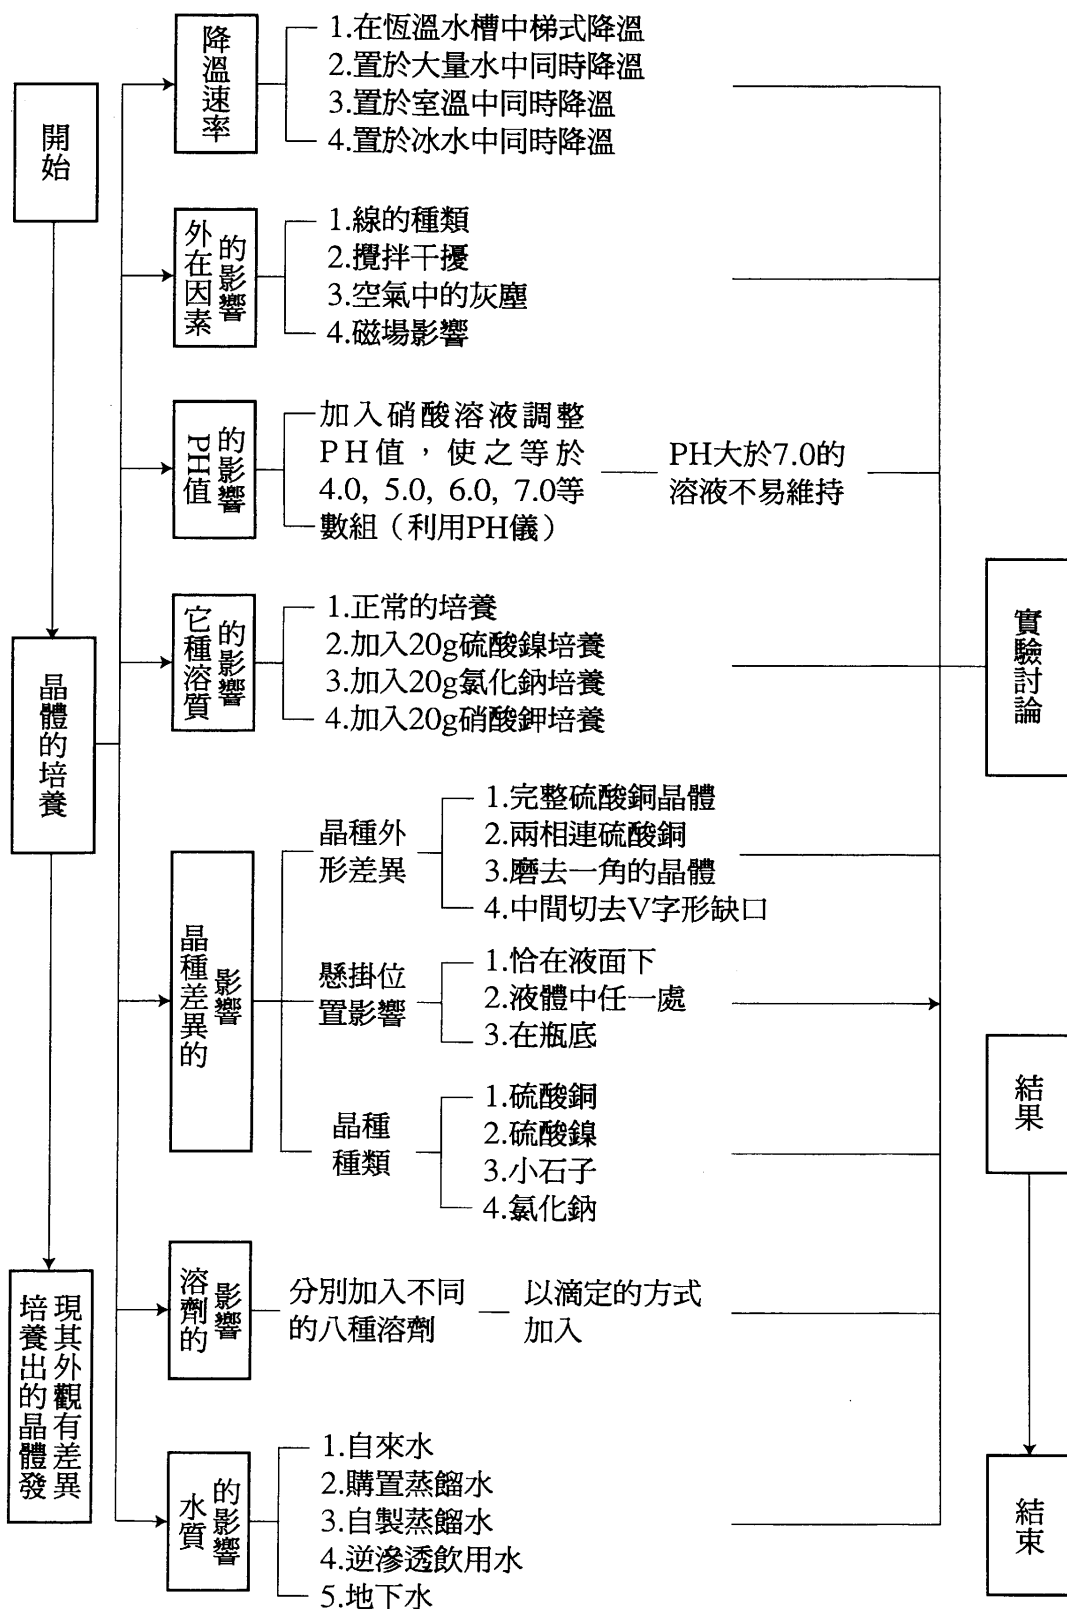 開始
晶體的培養
培養出的晶體發
現其外觀有差異
降溫速率
1.在恆溫水槽中梯式降溫
2.置於大量水中同時降溫
3.置於室溫中同時降溫
4.置於冰水中同時降溫
外在因素
的影響
1.線的種類
2.攪拌干擾
3.空氣中的灰塵
4.磁場影響
PH值
的影響
加入硝酸溶液調整
PH值，使之等於
4.0, 5.0, 6.0, 7.0等
數組（利用PH儀）
PH大於7.0的
溶液不易維持
它種溶質
的影響
1.正常的培養
2.加入20g硫酸鎳培養
3.加入20g氯化鈉培養
4.加入20g硝酸鉀培養
晶種差異的
影響
晶種外
形差異
1.完整硫酸銅晶體
2.兩相連硫酸銅
3.磨去一角的晶體
4.中間切去V字形缺口
懸掛位
置影響
1.恰在液面下
2.液體中任一處
3.在瓶底
晶種
種類
1.硫酸銅
2.硫酸鎳
3.小石子
4.氯化鈉
溶劑的
影響
分別加入不同
的八種溶劑
以滴定的方式
加入
水質
的影響
1.自來水
2.購置蒸餾水
3.自製蒸餾水
4.逆滲透飲用水
5.地下水
實驗討論
結果
結束